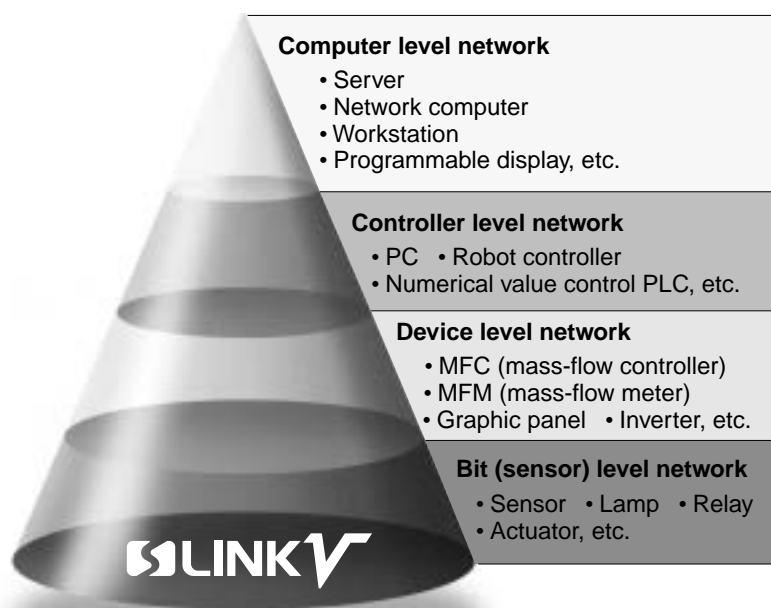 Computer level network
• Server
• Network computer
• Workstation
• Programmable display, etc.
Controller level network
• PC • Robot controller
• Numerical value control PLC, etc.
Device level network
• MFC (mass-flow controller)
• MFM (mass-flow meter)
• Graphic panel • Inverter, etc.
Bit (sensor) level network
• Sensor • Lamp • Relay
• Actuator, etc.
S-LINK V